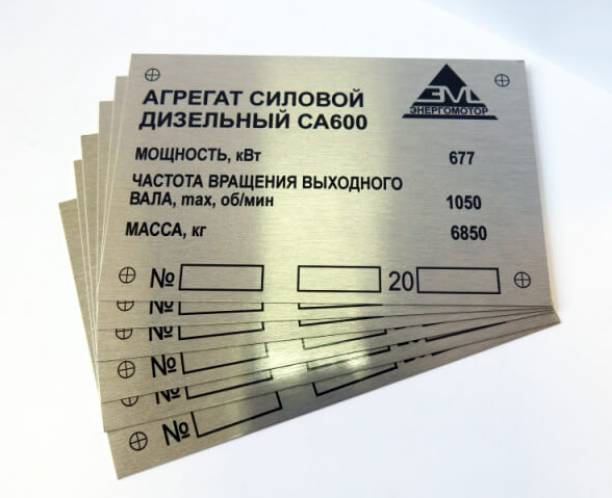 АГРЕГАТ СИЛОВОЙ
ДИЗЕЛЬНЫЙ СА600
ЭМ
ЭНЕРГОМОТОР
МОЩНОСТЬ, кВт 677
ЧАСТОТА ВРАЩЕНИЯ ВЫХОДНОГО
ВАЛА, max, об/мин 1050
МАССА, кг 6850
№ 20
№
№
№
№